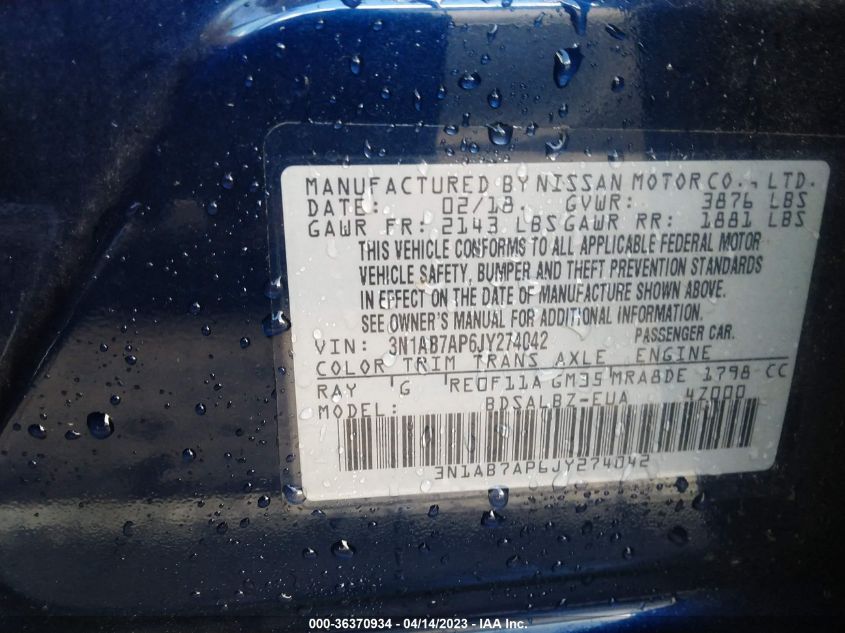 MANUFACTURED BY NISSAN MOTOR CO., LTD.
DATE: 02/18. GVWR: 3876 LBS
GAWR FR: 2143 LBS GAWR RR: 1881 LBS
THIS VEHICLE CONFORMS TO ALL APPLICABLE FEDERAL MOTOR
VEHICLE SAFETY, BUMPER AND THEFT PREVENTION STANDARDS
IN EFFECT ON THE DATE OF MANUFACTURE SHOWN ABOVE.
SEE OWNER'S MANUAL FOR ADDITIONAL INFORMATION.
VIN: 3N1AB7AP6JY274042 PASSENGER CAR.
COLOR TRIM TRANS AXLE ENGINE
RAY G RE0F11A GM39 MRA8DE 1798 CC
MODEL: BDSALBZ-EUA 4Z000
3N1AB7AP6JY274042
000-36370934 - 04/14/2023 - IAA Inc.